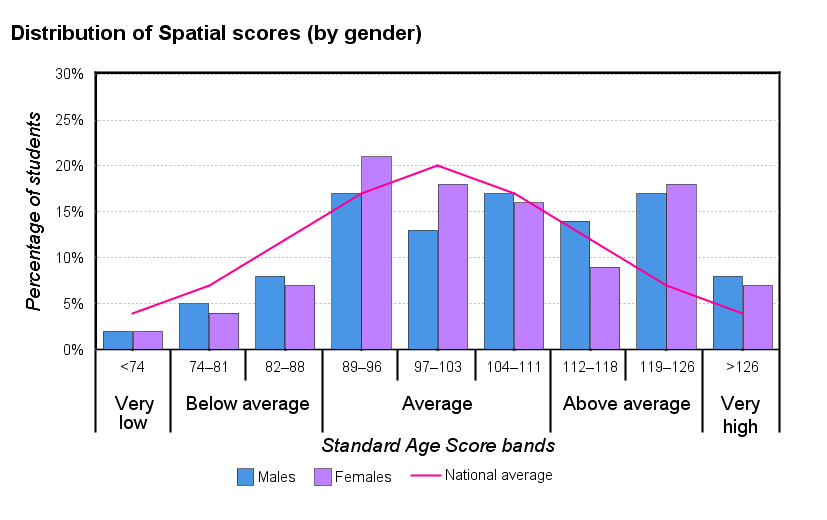 Distribution of Spatial scores (by gender)
30%
25%
20%
15%
10%
5%
0%
Percentage of students
<74 74–81 82–88 89–96 97–103 104–111 112–118 119–126 >126
Very low Below average Average Above average Very high
Standard Age Score bands
Males Females National average